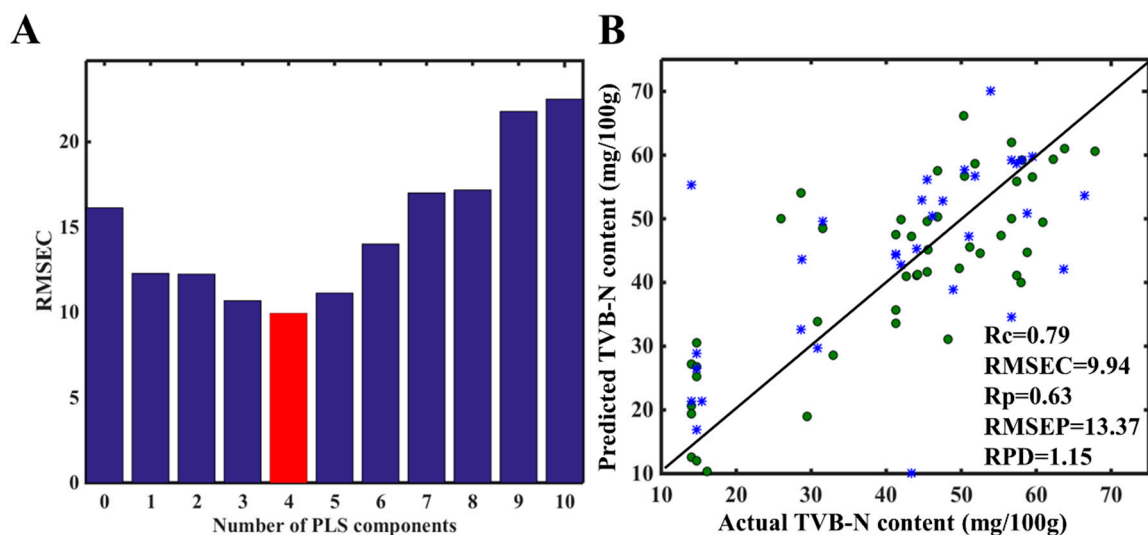 A
RMSEC
20
15
10
5
0
0 1 2 3 4 5 6 7 8 9 10
Number of PLS components
B
Predicted TVB-N content (mg/100g)
70
60
50
40
30
20
10
Rc=0.79
RMSEC=9.94
Rp=0.63
RMSEP=13.37
RPD=1.15
10 20 30 40 50 60 70
Actual TVB-N content (mg/100g)